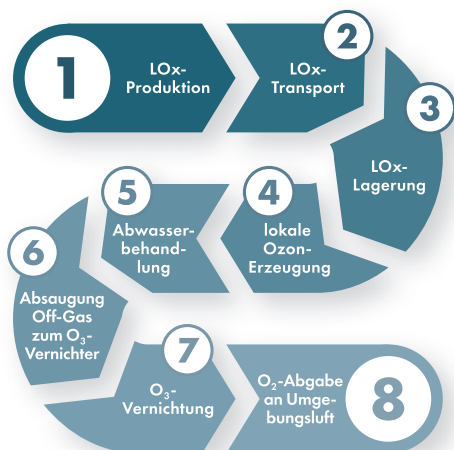 1
LOx-
Produktion
2
LOx-
Transport
3
LOx-
Lagerung
4
lokale
Ozon-
Erzeugung
5
Abwasser-
behand-
lung
6
Absaugung
Off-Gas
zum O₃-
Vernichter
7
O₃-
Vernichtung
8
O₂-Abgabe
an Umge-
bungsluft